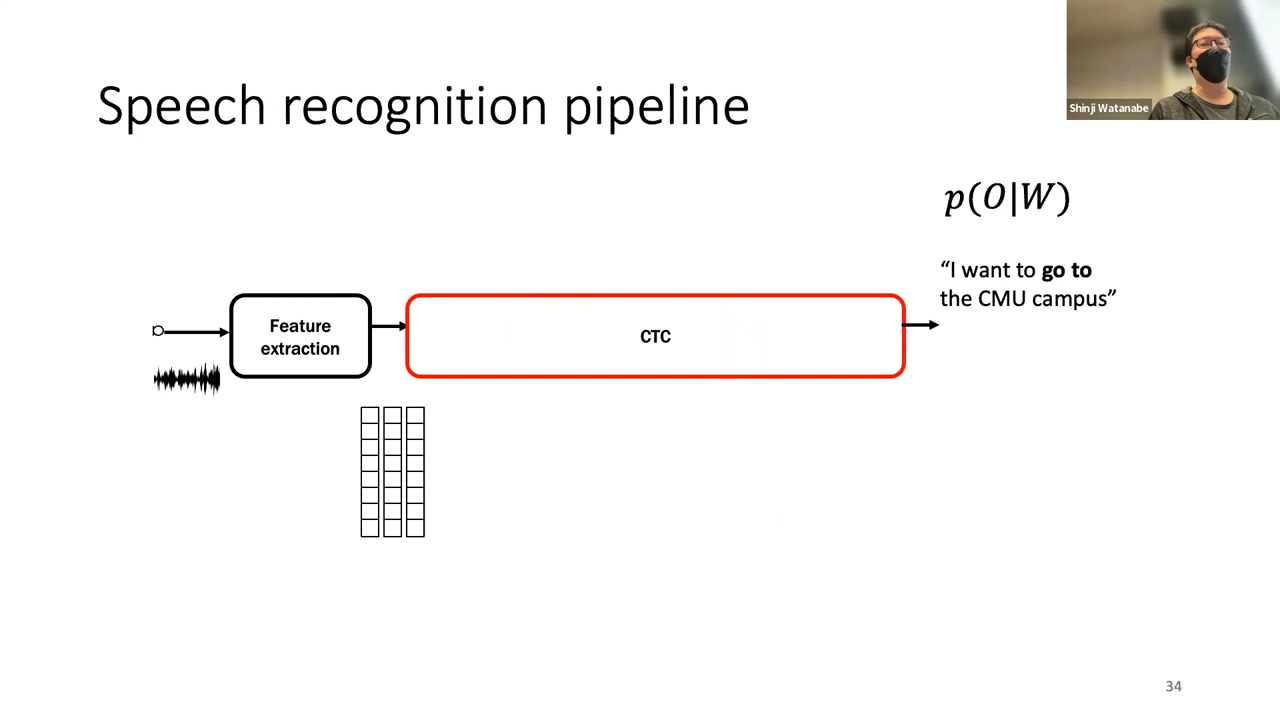 Shinji Watanabe
Speech recognition pipeline
p(O|W)
“I want to go to
the CMU campus”
Feature
extraction
CTC
34